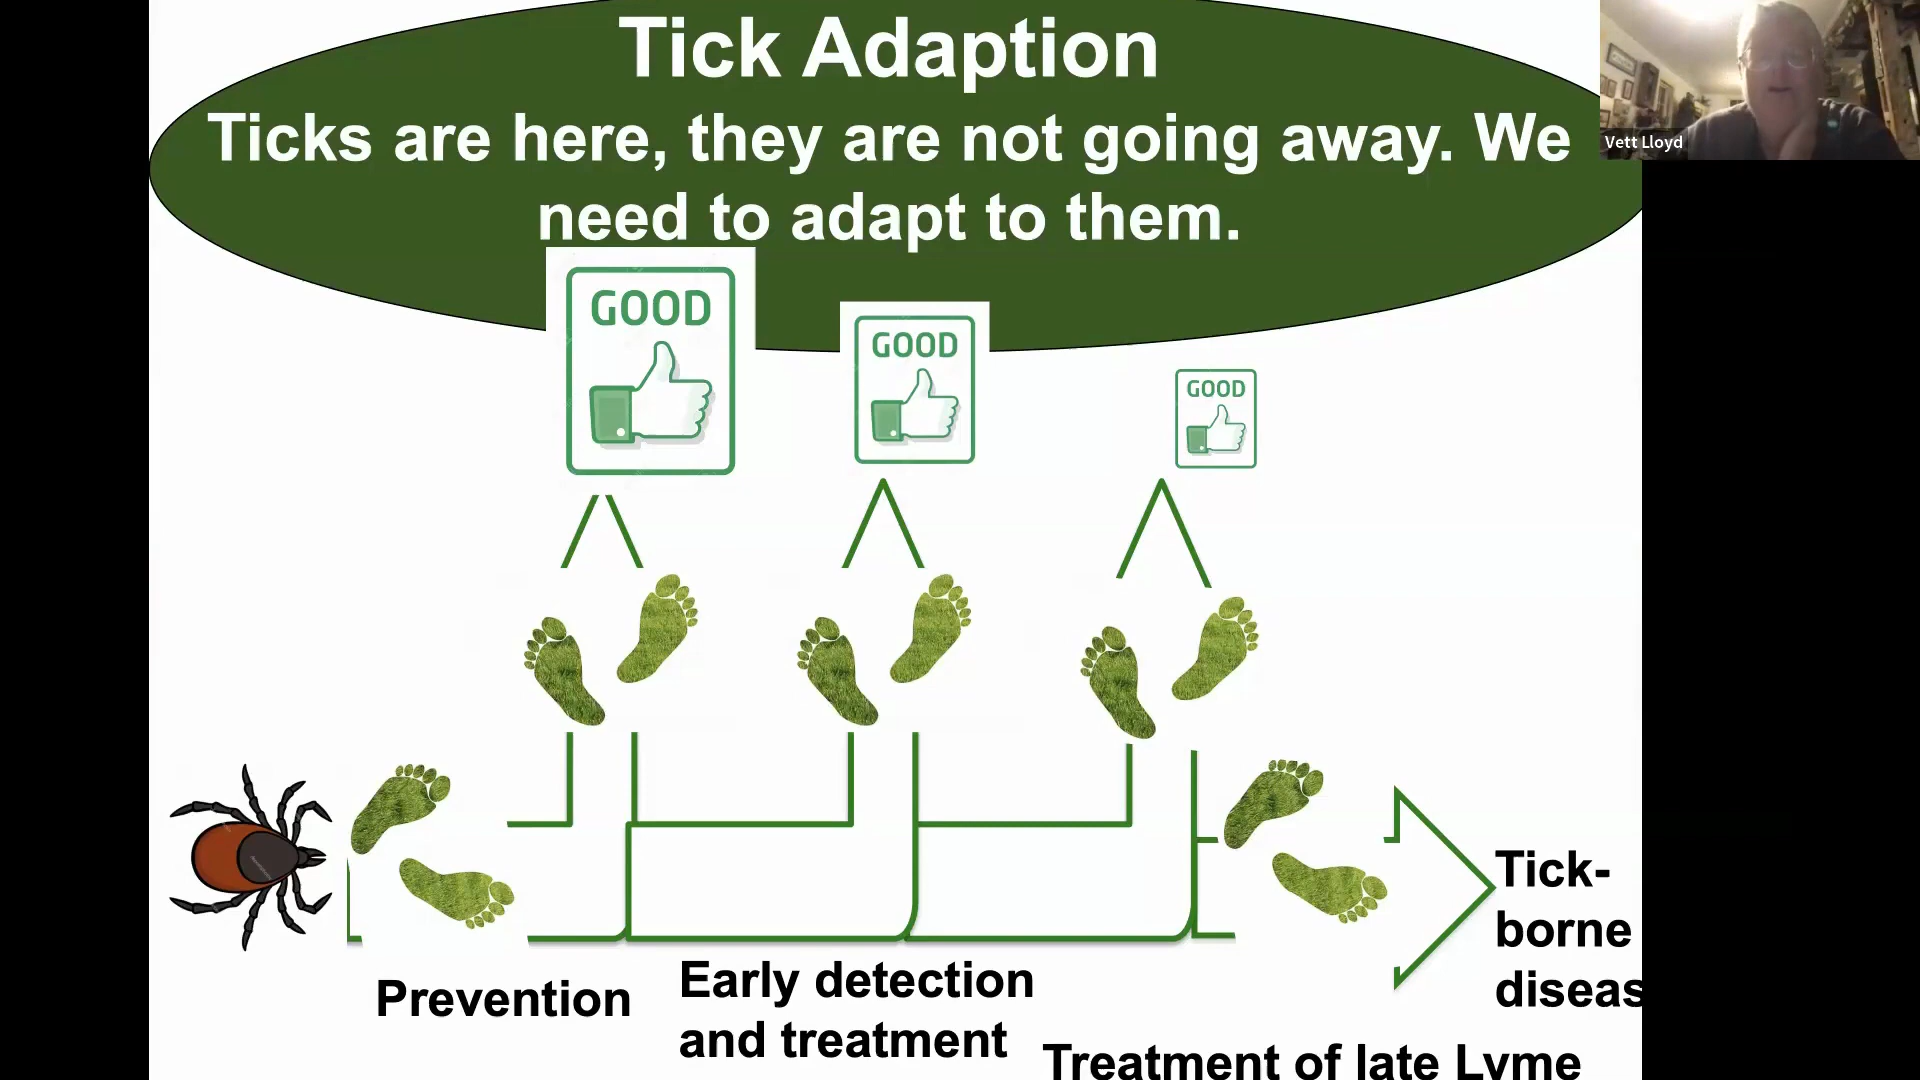 Tick Adaption
Ticks are here, they are not going away. We
need to adapt to them.
Vett Lloyd
GOOD
GOOD
GOOD
Tick-
borne
diseas
Prevention
Early detection
and treatment
Treatment of late Lyme